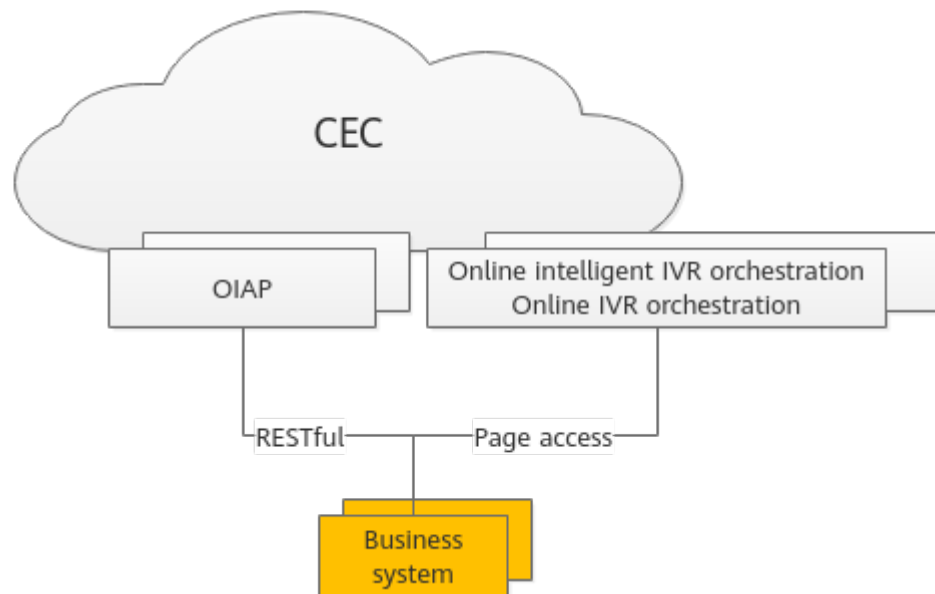 CEC
OIAP
Online intelligent IVR orchestration
Online IVR orchestration
RESTful
Page access
Business
system